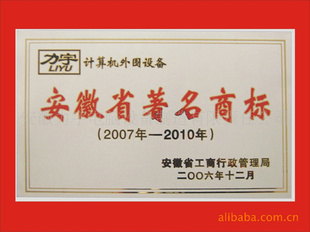 力宇 计算机外围设备
LIYU
安徽省著名商标
(2007年—2010年)
安徽省工商行政管理局
二〇〇六年十二月
alibaba.com.cn